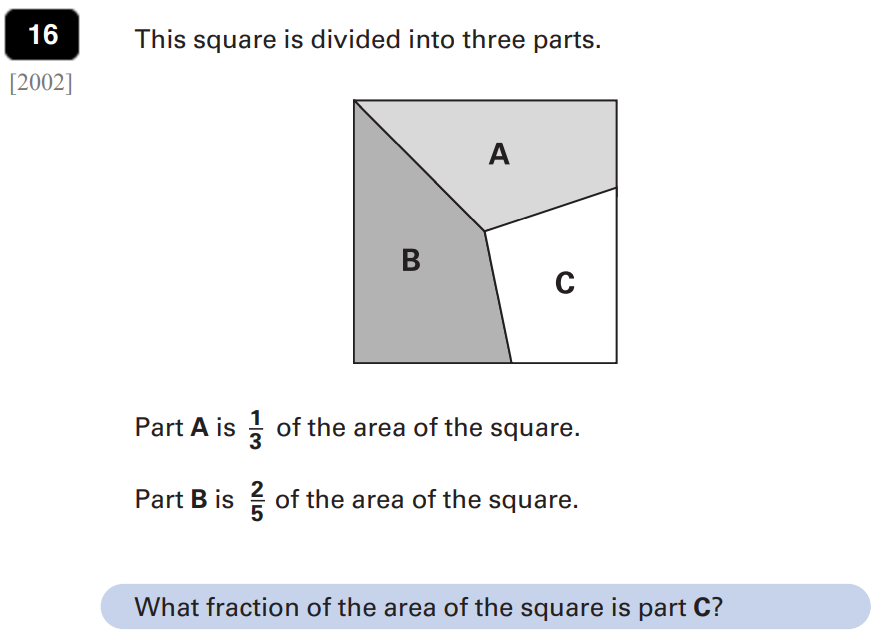 16
[2002]
This square is divided into three parts.
A
B
C
Part A is 1/3 of the area of the square.
Part B is 2/5 of the area of the square.
What fraction of the area of the square is part C?